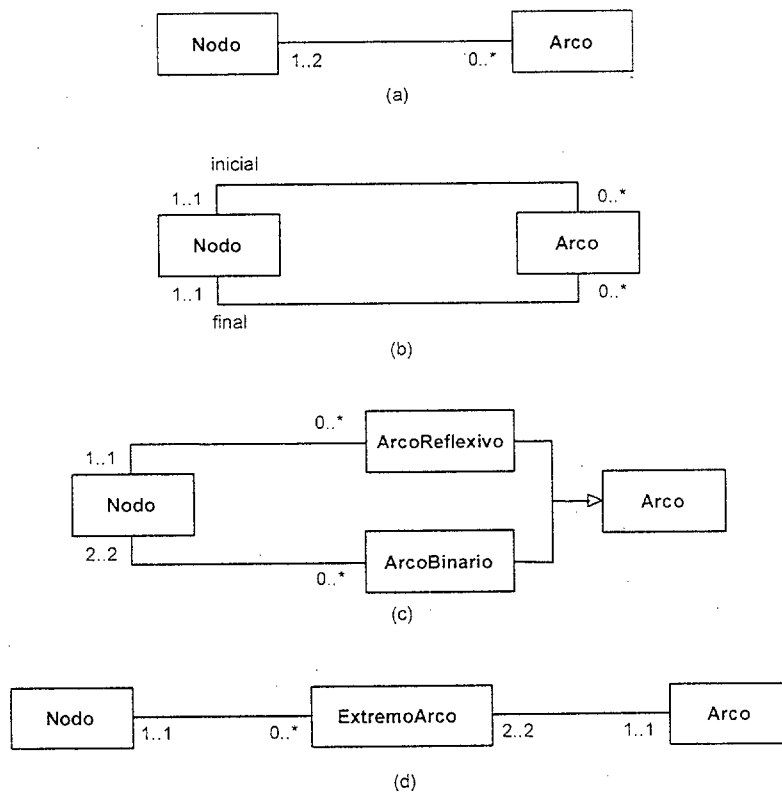 Nodo Arco
1..2 0..*
(a)
inicial
1..1 0..*
Nodo Arco
1..1 0..*
final
(b)
0..*
ArcoReflexivo
1..1
Nodo Arco
2..2
ArcoBinario
0..*
(c)
Nodo ExtremoArco Arco
1..1 0..* 2..2 1..1
(d)